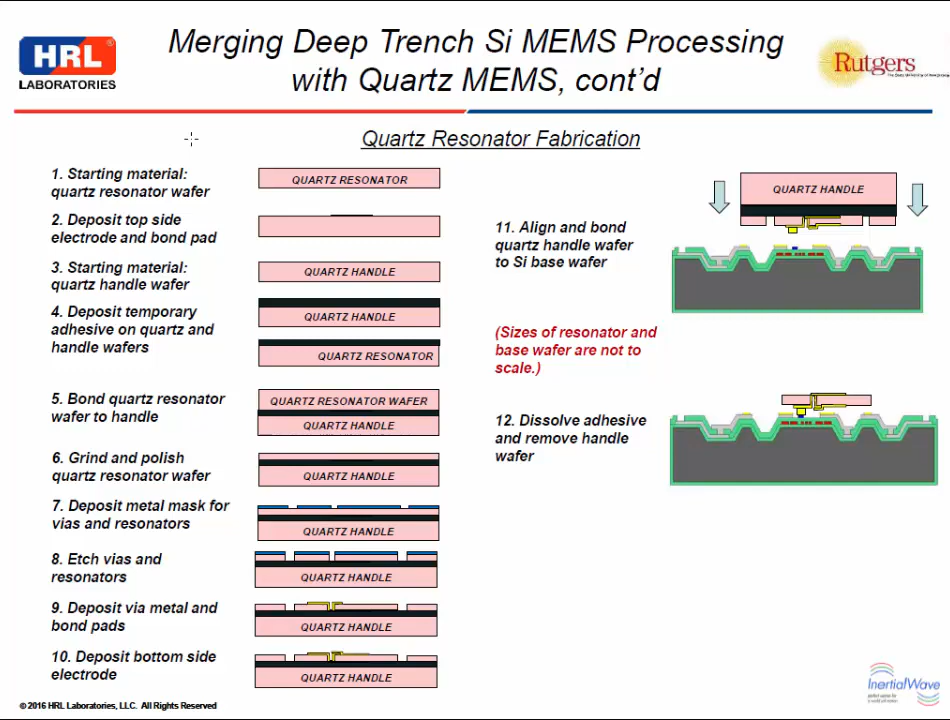 HRL
®
LABORATORIES
Merging Deep Trench Si MEMS Processing
with Quartz MEMS, cont'd
Rutgers
Quartz Resonator Fabrication
1. Starting material:
quartz resonator wafer
QUARTZ RESONATOR
2. Deposit top side
electrode and bond pad
3. Starting material:
quartz handle wafer
QUARTZ HANDLE
4. Deposit temporary
adhesive on quartz and
handle wafers
QUARTZ HANDLE
QUARTZ RESONATOR
5. Bond quartz resonator
wafer to handle
QUARTZ RESONATOR WAFER
QUARTZ HANDLE
6. Grind and polish
quartz resonator wafer
QUARTZ HANDLE
7. Deposit metal mask for
vias and resonators
QUARTZ HANDLE
8. Etch vias and
resonators
QUARTZ HANDLE
9. Deposit via metal and
bond pads
QUARTZ HANDLE
10. Deposit bottom side
electrode
QUARTZ HANDLE
QUARTZ HANDLE
11. Align and bond
quartz handle wafer
to Si base wafer
(Sizes of resonator and
base wafer are not to
scale.)
12. Dissolve adhesive
and remove handle
wafer
InertialWave
© 2016 HRL Laboratories, LLC. All Rights Reserved